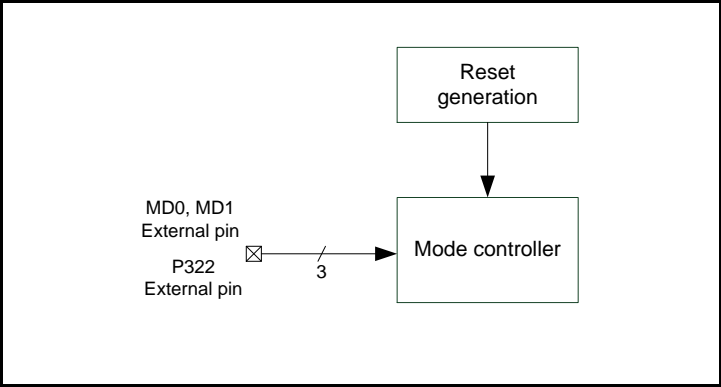 Reset
generation
MD0, MD1
External pin
P322
External pin
3
Mode controller